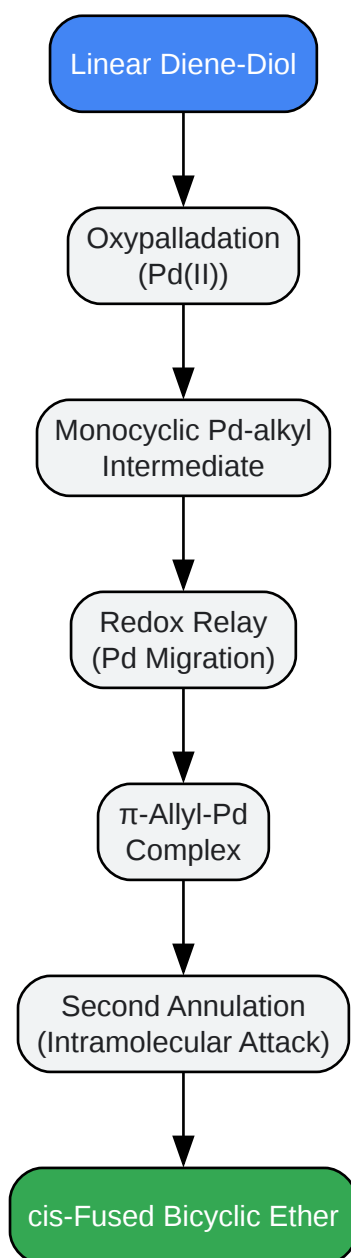 Linear Diene-Diol
Oxypalladation
(Pd(II))
Monocyclic Pd-alkyl
Intermediate
Redox Relay
(Pd Migration)
π-Allyl-Pd
Complex
Second Annulation
(Intramolecular Attack)
cis-Fused Bicyclic Ether